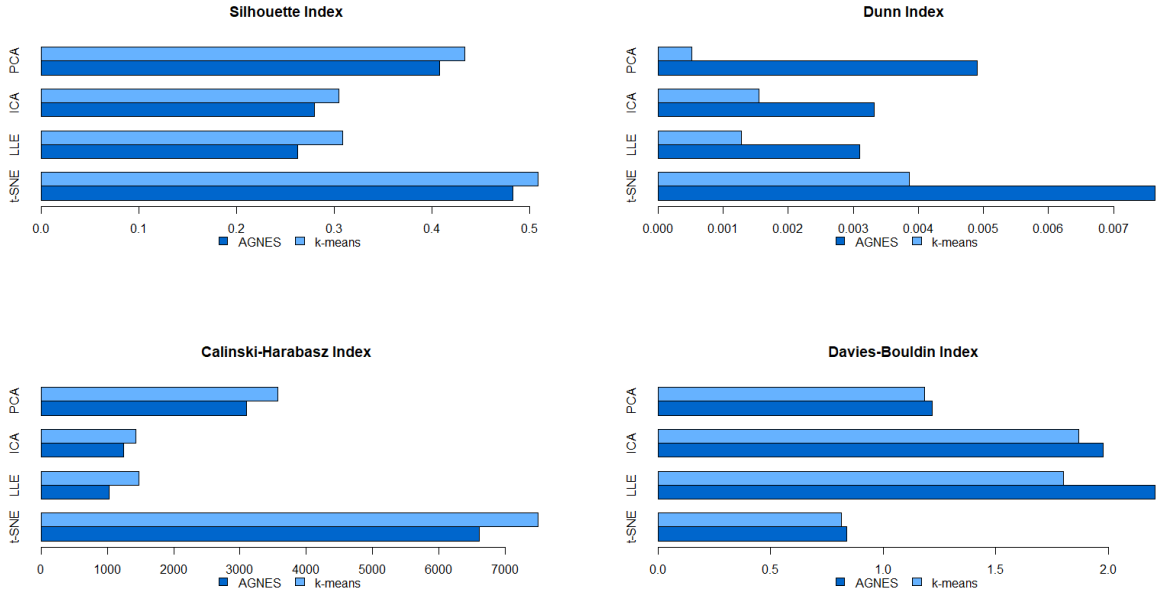 Silhouette Index
PCA
ICA
LLE
t-SNE
0.0 0.1 0.2 0.3 0.4 0.5
AGNES k-means
Dunn Index
PCA
ICA
LLE
t-SNE
0.000 0.001 0.002 0.003 0.004 0.005 0.006 0.007
AGNES k-means
Calinski-Harabasz Index
PCA
ICA
LLE
t-SNE
0 1000 2000 3000 4000 5000 6000 7000
AGNES k-means
Davies-Bouldin Index
PCA
ICA
LLE
t-SNE
0.0 0.5 1.0 1.5 2.0
AGNES k-means